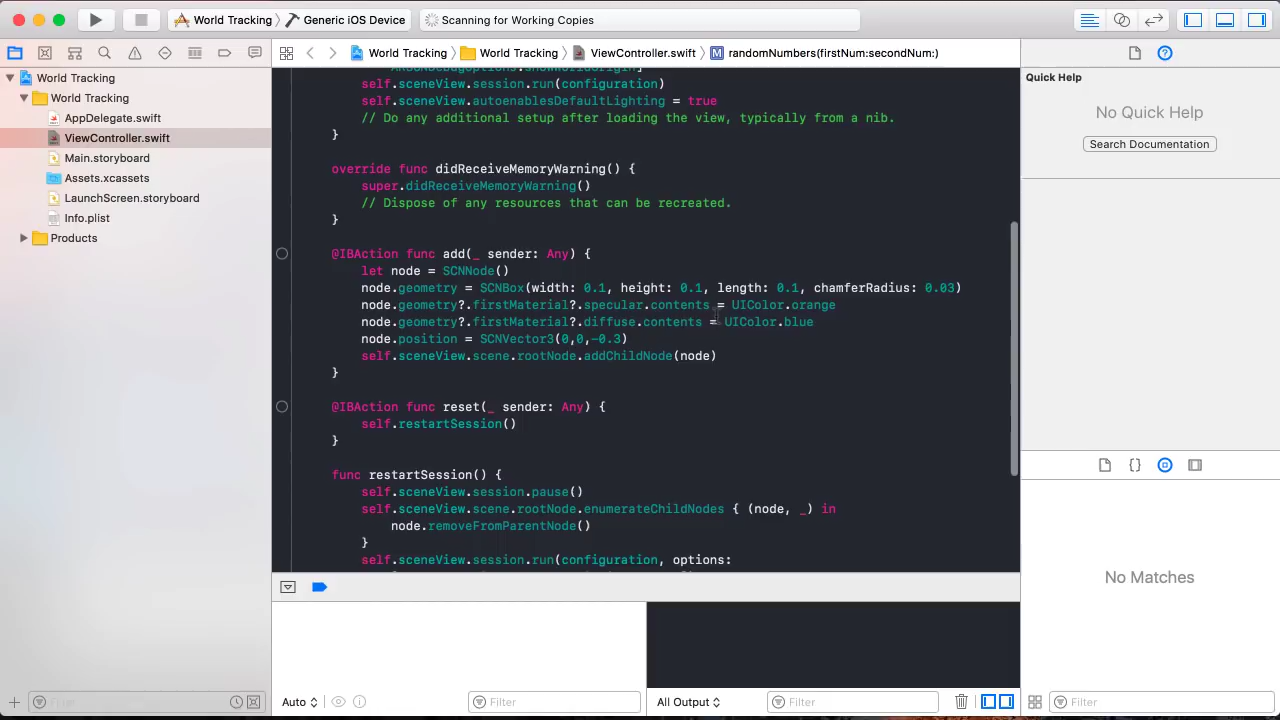 World Tracking
Generic iOS Device
Scanning for Working Copies
World Tracking
World Tracking
ViewController.swift
randomNumbers(firstNum:secondNum:)
World Tracking
World Tracking
AppDelegate.swift
ViewController.swift
Main.storyboard
Assets.xcassets
LaunchScreen.storyboard
Info.plist
Products
self.sceneView.session.run(configuration)
self.sceneView.autoenablesDefaultLighting = true
// Do any additional setup after loading the view, typically from a nib.
}
override func didReceiveMemoryWarning() {
super.didReceiveMemoryWarning()
// Dispose of any resources that can be recreated.
}
@IBAction func add(_ sender: Any) {
let node = SCNNode()
node.geometry = SCNBox(width: 0.1, height: 0.1, length: 0.1, chamferRadius: 0.03)
node.geometry?.firstMaterial?.specular.contents = UIColor.orange
node.geometry?.firstMaterial?.diffuse.contents = UIColor.blue
node.position = SCNVector3(0,0,-0.3)
self.sceneView.scene.rootNode.addChildNode(node)
}
@IBAction func reset(_ sender: Any) {
self.restartSession()
}
func restartSession() {
self.sceneView.session.pause()
self.sceneView.scene.rootNode.enumerateChildNodes { (node, _) in
node.removeFromParentNode()
}
self.sceneView.session.run(configuration, options:
Quick Help
No Quick Help
Search Documentation
No Matches
Filter
Auto
Filter
All Output
Filter
Filter